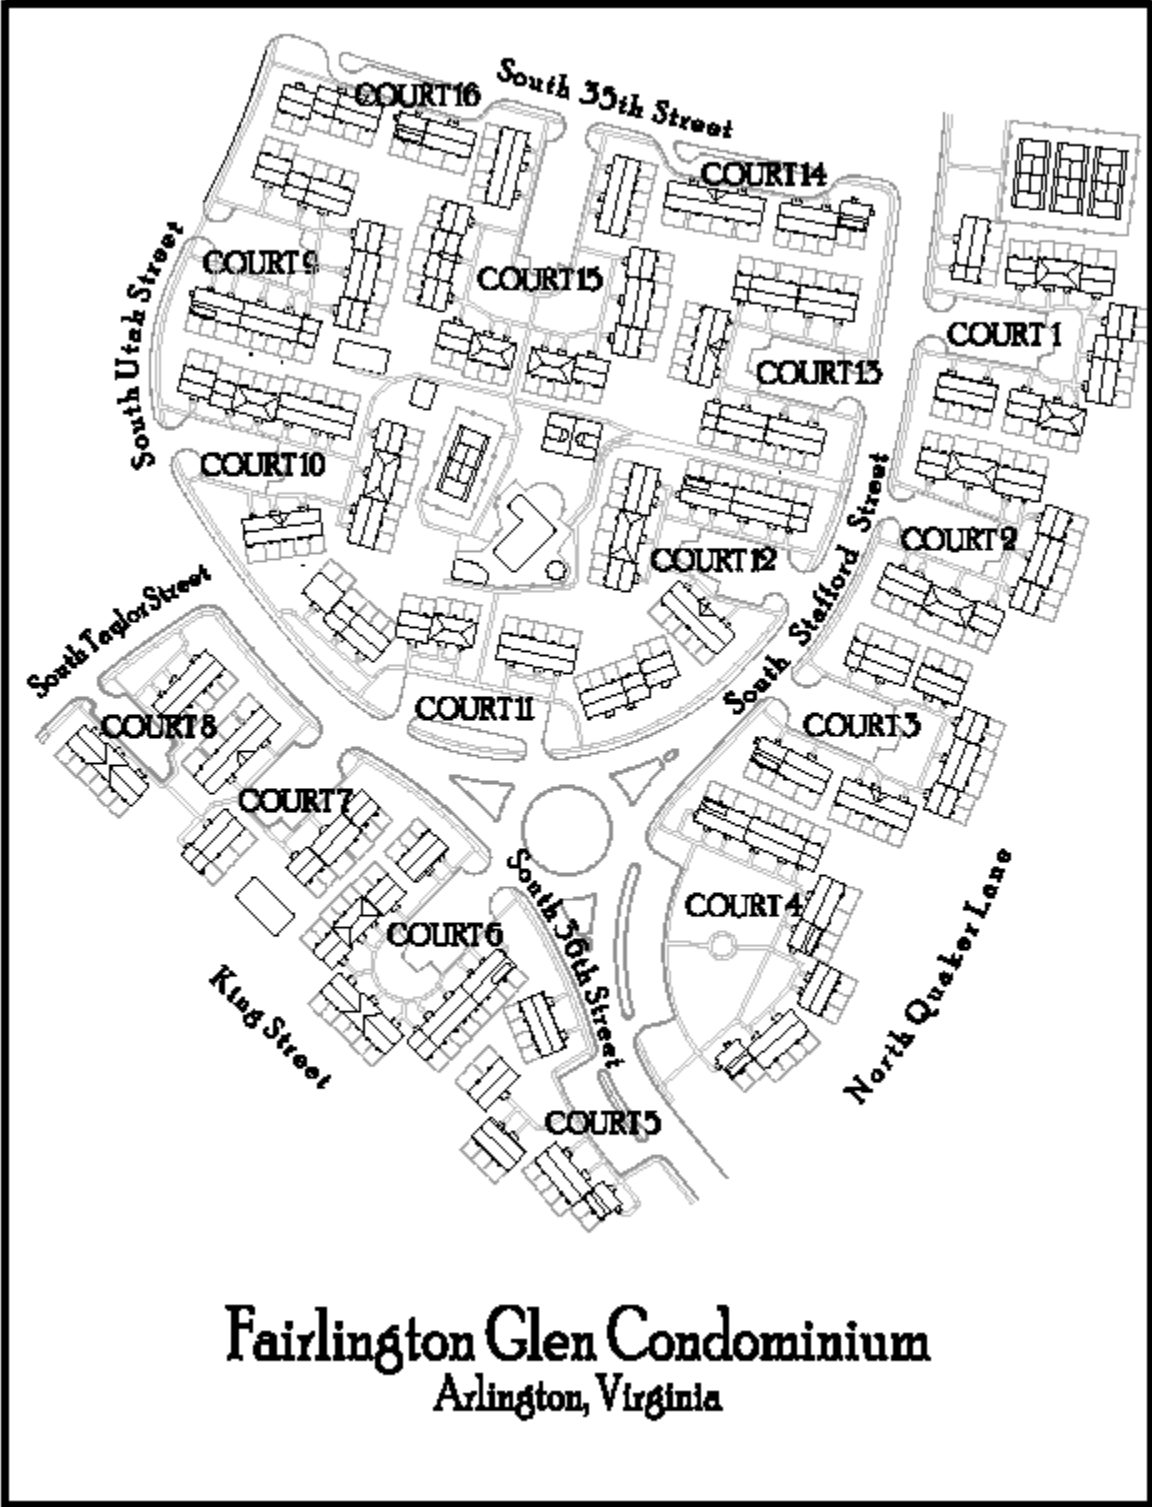 South 35th Street
COURT 16
COURT 14
COURT 9
COURT 15
South Utah Street
COURT 1
COURT 13
COURT 10
COURT 2
COURT 12
South Stafford Street
South Taylor Street
COURT 11
COURT 8
COURT 3
COURT 7
COURT 4
COURT 6
South 36th Street
King Street
North Quaker Lane
COURT 5
Fairlington Glen Condominium
Arlington, Virginia